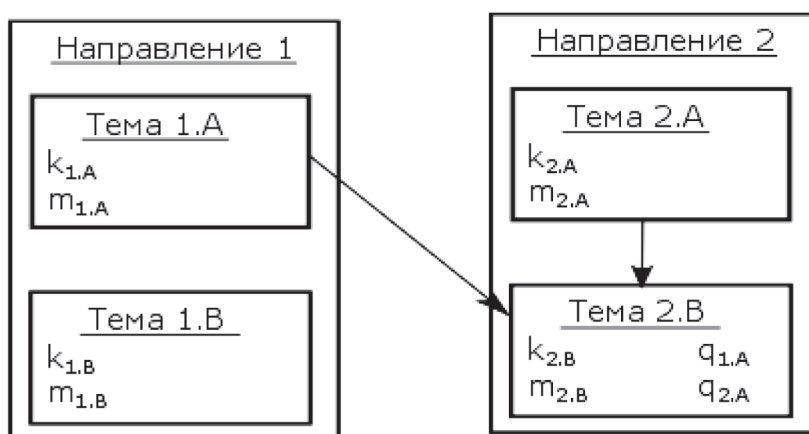 Направление 1
Тема 1.A
k1.A
m1.A
Тема 1.B
k1.B
m1.B
Направление 2
Тема 2.A
k2.A
m2.A
Тема 2.B
k2.B q1.A
m2.B q2.A